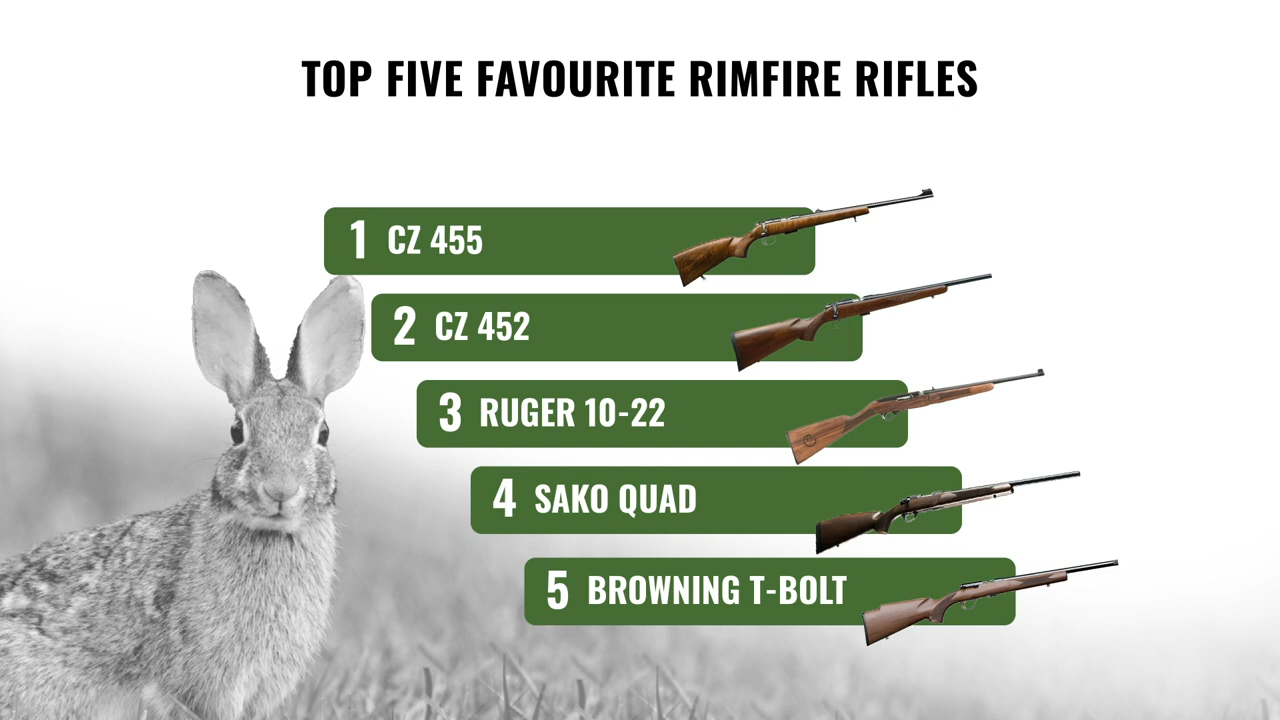 TOP FIVE FAVOURITE RIMFIRE RIFLES
1 CZ 455
2 CZ 452
3 RUGER 10-22
4 SAKO QUAD
5 BROWNING T-BOLT